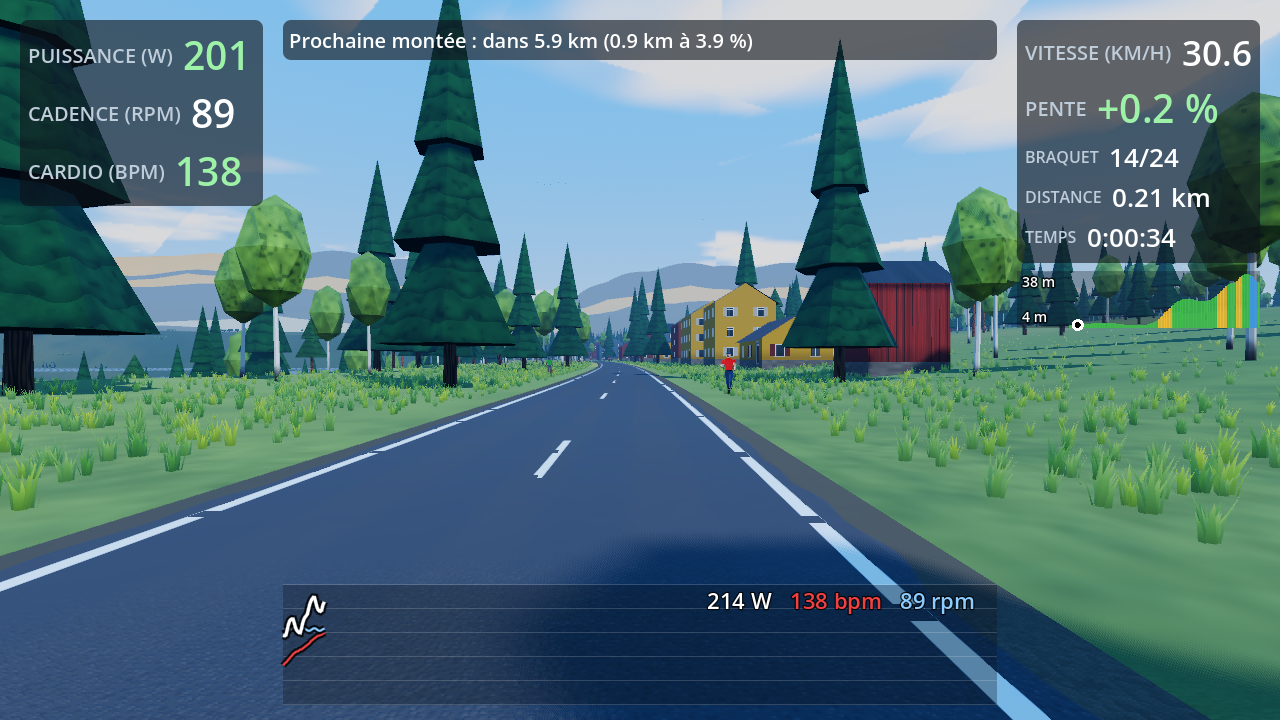 PUISSANCE (W) 201
CADENCE (RPM) 89
CARDIO (BPM) 138
Prochaine montée : dans 5.9 km (0.9 km à 3.9 %)
VITESSE (KM/H) 30.6
PENTE +0.2 %
BRAQUET 14/24
DISTANCE 0.21 km
TEMPS 0:00:34
38 m
4 m
214 W 138 bpm 89 rpm